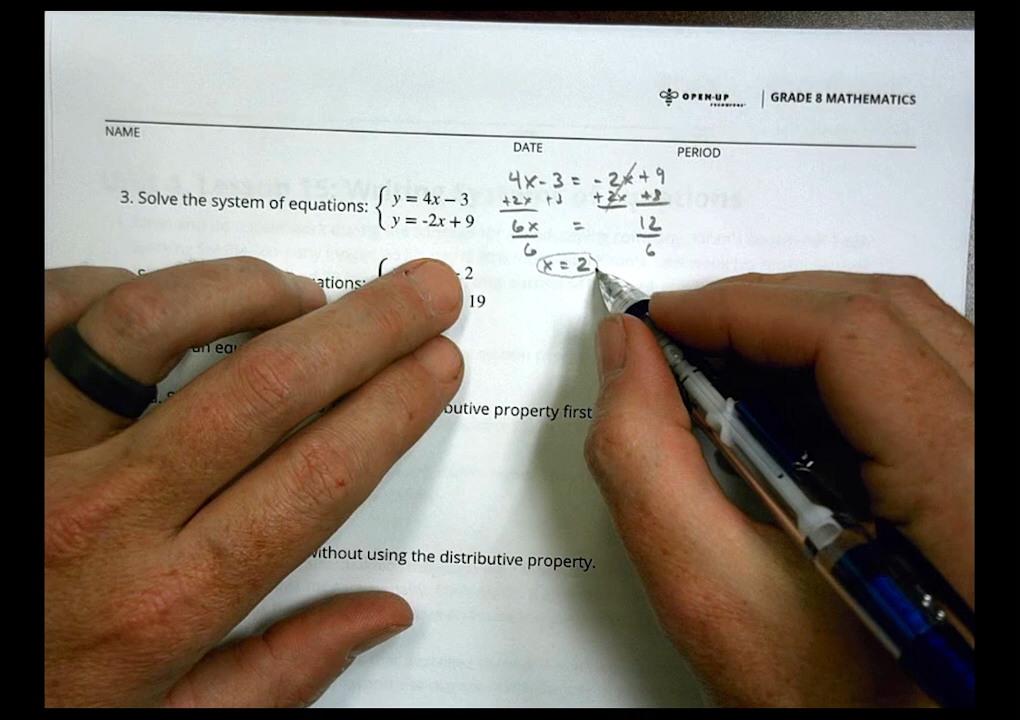 OPEN-UP RESOURCES | GRADE 8 MATHEMATICS
NAME DATE PERIOD
3. Solve the system of equations: { y = 4x – 3
y = -2x + 9
4x - 3 = - 2x + 9
+2x +3 +2x +3
6x = 12
6 6
x = 2
ations: - 2
19
an equ
butive property first
without using the distributive property.